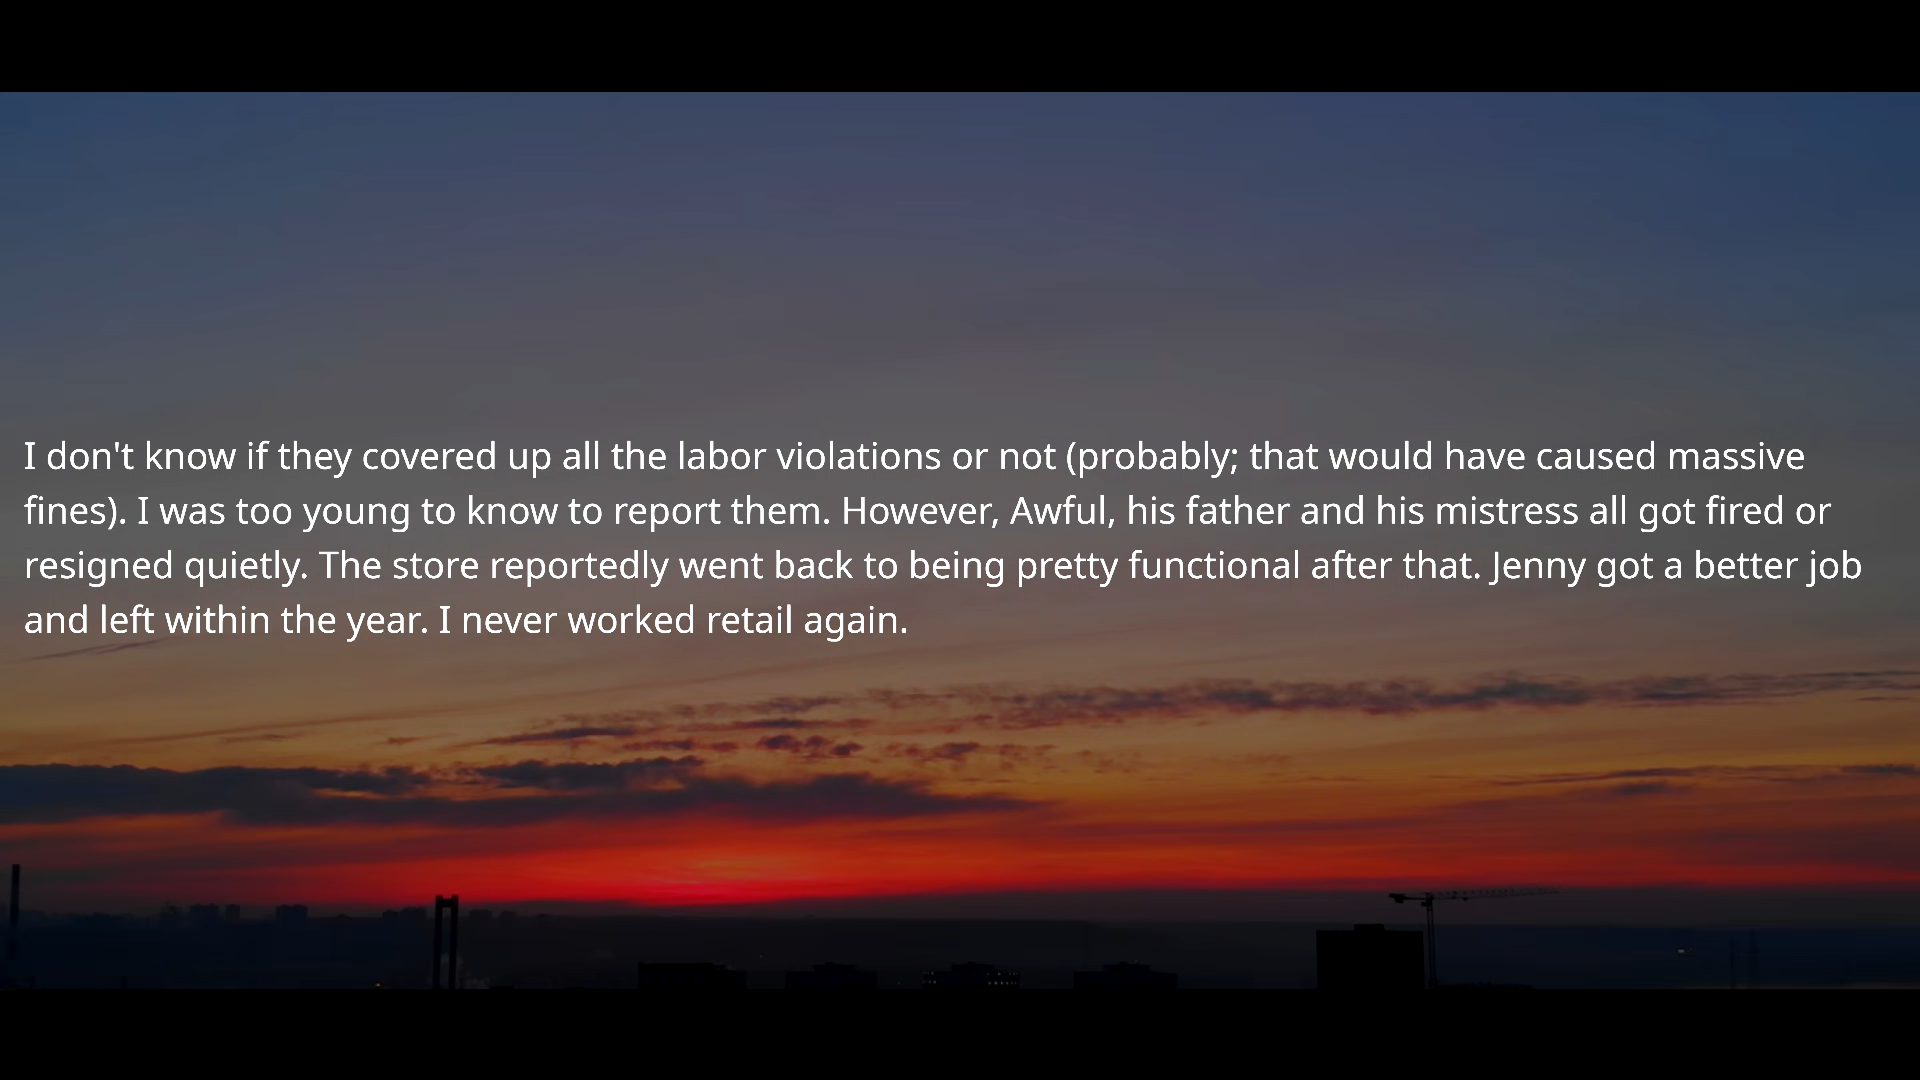 I don't know if they covered up all the labor violations or not (probably; that would have caused massive
fines). I was too young to know to report them. However, Awful, his father and his mistress all got fired or
resigned quietly. The store reportedly went back to being pretty functional after that. Jenny got a better job
and left within the year. I never worked retail again.